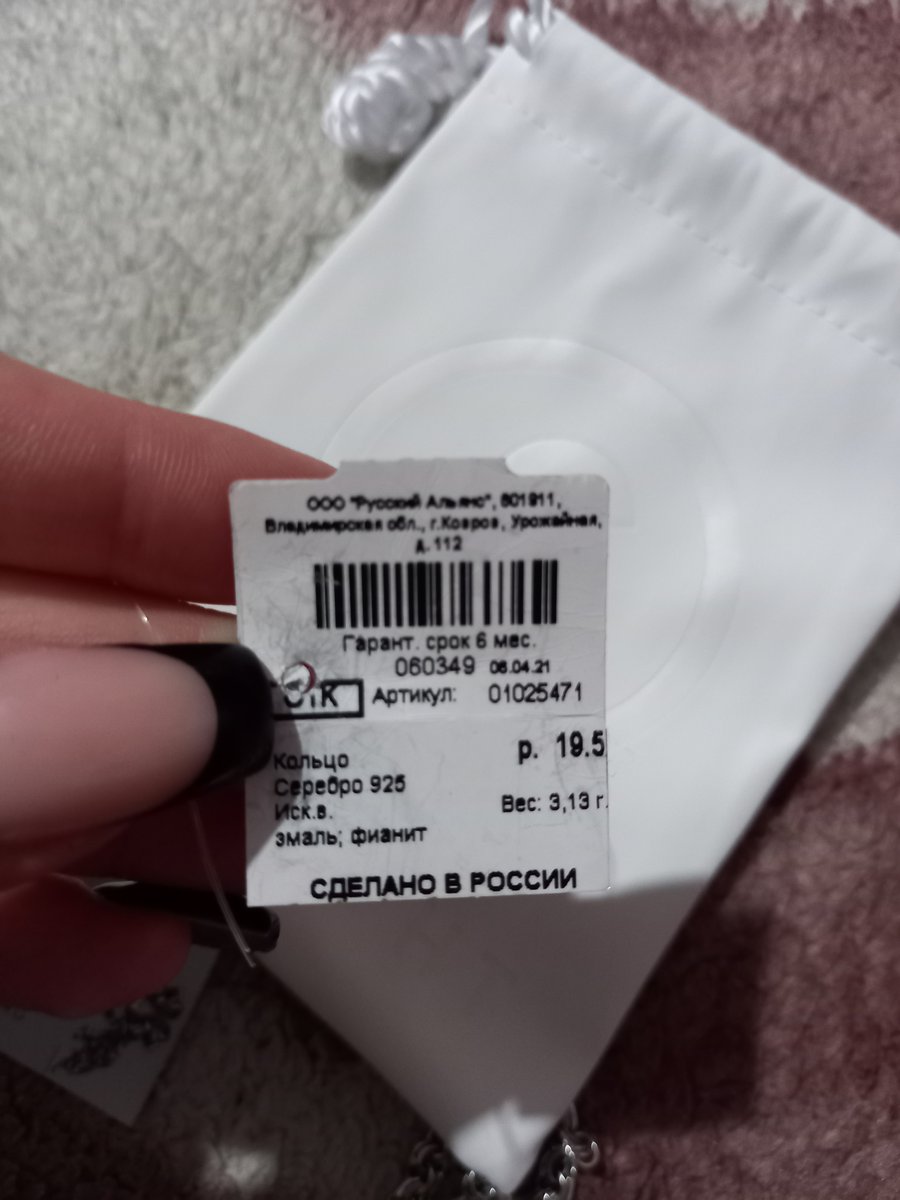 ООО "Русский Альянс", 601911,
Владимирская обл., г.Ковров, Урожайная,
д.112
Гарант. срок 6 мес.
060349 06.04.21
Артикул: 01025471
р. 19.5
Кольцо
Серебро 925
Вес: 3,13 г.
Иск.в.
эмаль; фианит
СДЕЛАНО В РОССИИ